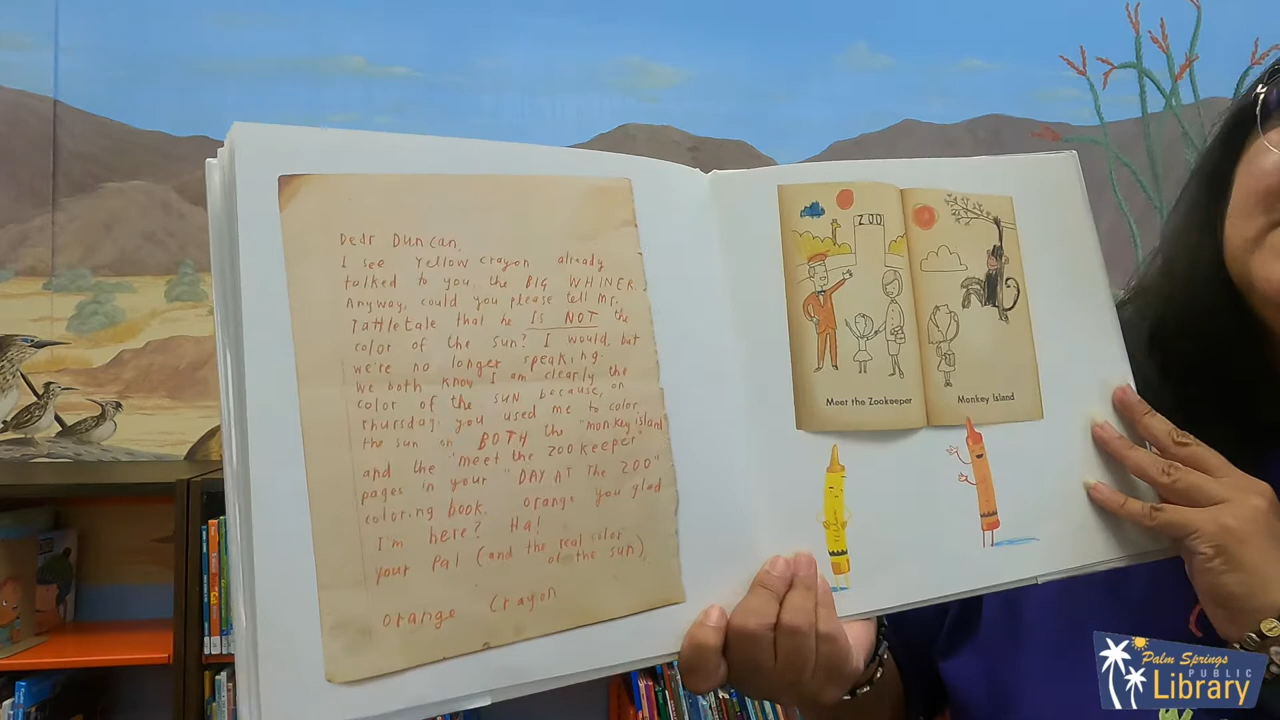 Dear Duncan,
I see Yellow crayon already
talked to you, the BIG WHINER.
Anyway, could you please tell Mr.
Tattletale that he IS NOT the
color of the sun? I would, but
we're no longer speaking.
We both know I am clearly the
color of the sun because, on
Thursday, you used me to color
the sun on BOTH the "monkey island"
and the "meet the zookeeper"
pages in your "DAY AT THE ZOO"
coloring book. Orange you glad
I'm here? Ha!
Your Pal (and the real color
of the sun),
Orange Crayon
ZOO
Meet the Zookeeper
Monkey Island
Yellow
Palm Springs
PUBLIC
Library